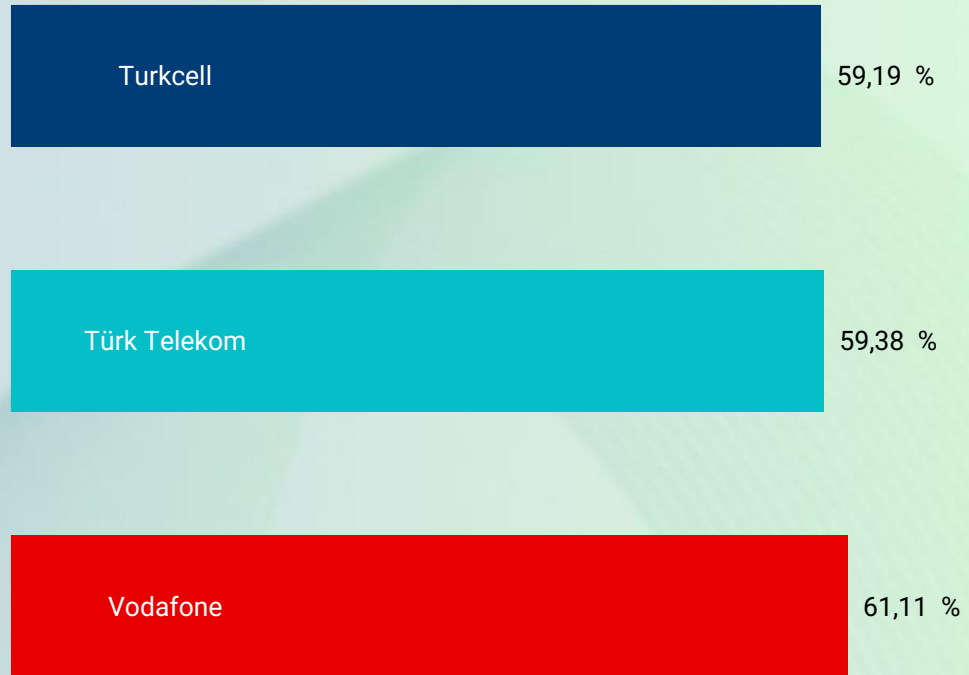 Turkcell 59,19 %
Türk Telekom 59,38 %
Vodafone 61,11 %